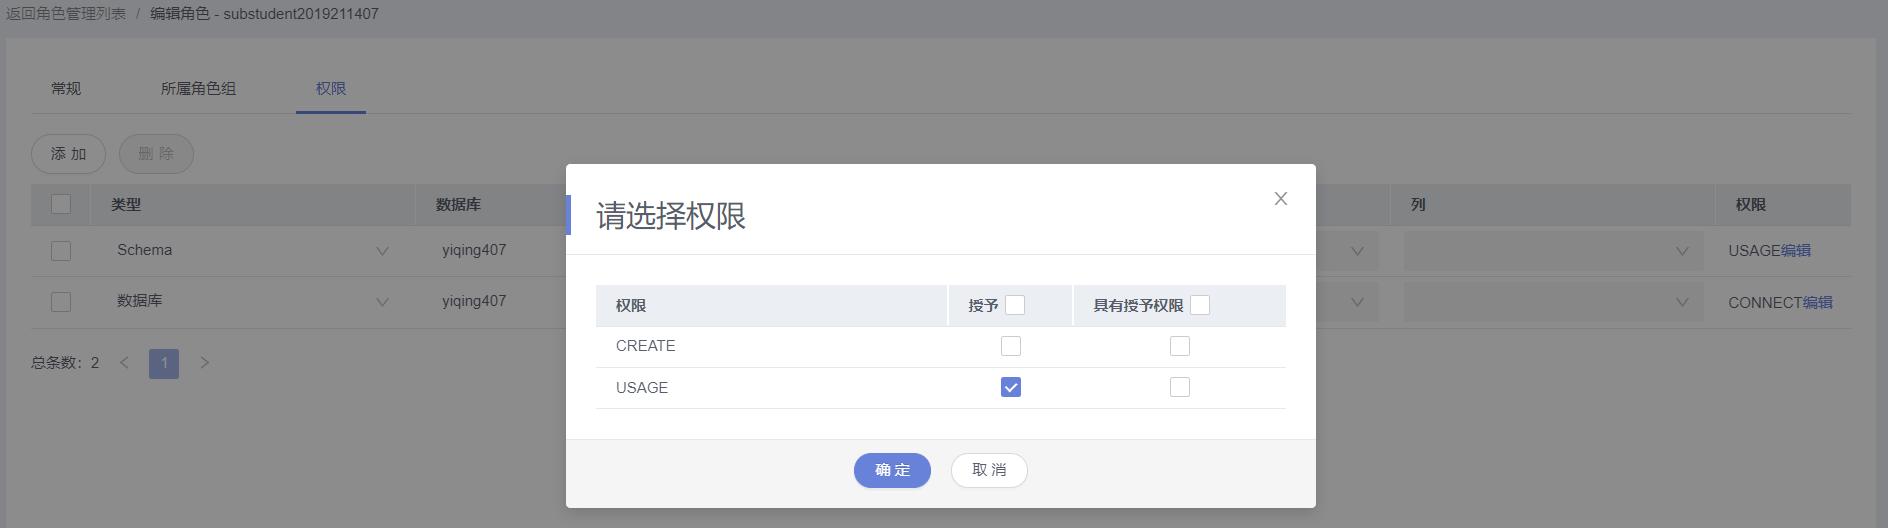 返回角色管理列表 / 编辑角色 - substudent2019211407
常规 所属角色组 权限
添 加 删 除
类型 数据库 列 权限
Schema yiqing407 USAGE编辑
数据库 yiqing407 CONNECT编辑
总条数：2 < 1 >
请选择权限
权限 授予 具有授予权限
CREATE
USAGE
确 定 取 消